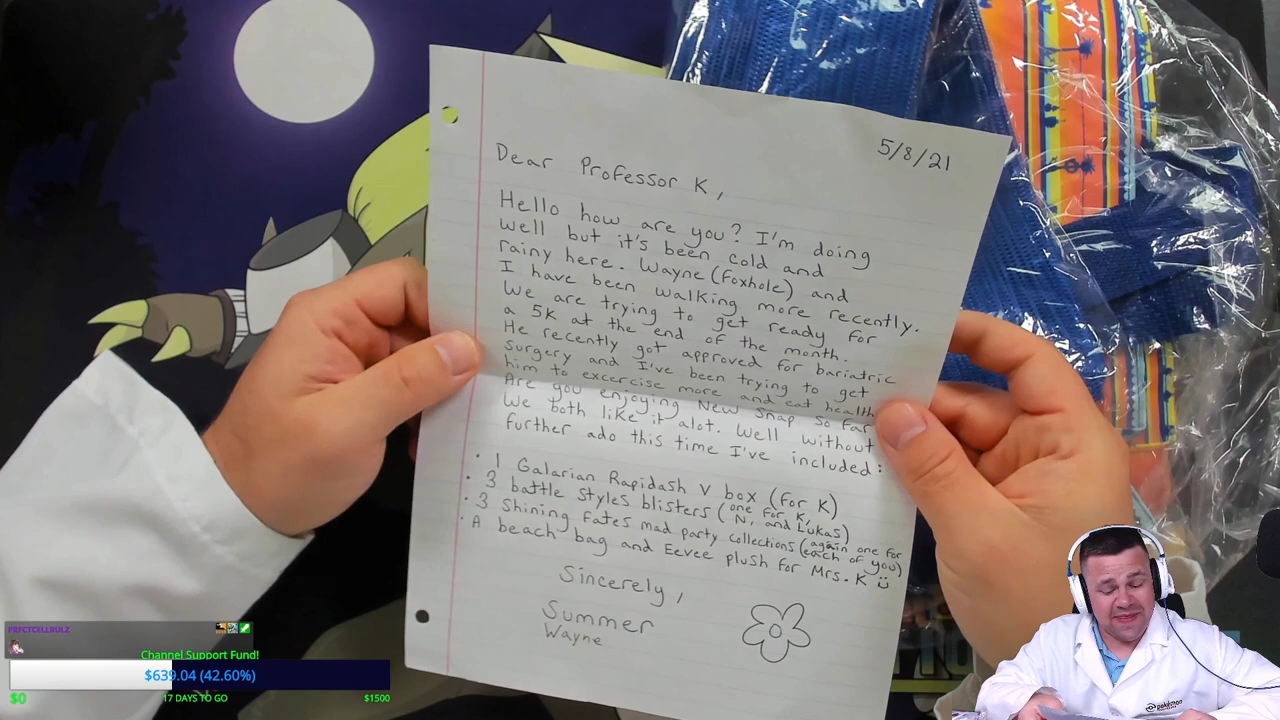 5/8/21
Dear Professor K,
Hello how are you? I'm doing
well but it's been cold and
rainy here. Wayne (Foxhole) and
I have been walking more recently.
We are trying to get ready for
a 5K at the end of the month.
He recently got approved for bariatric
surgery and I've been trying to get
him to excercise more and eat health
Are you enjoying New Snap so far
We both like it alot. Well without
further ado this time I've included:
• 1 Galarian Rapidash V box (for K)
• 3 battle styles blisters (one for K,
N, and Lukas)
• 3 Shining fates mad party collections (again one for
each of you)
• A beach bag and Eevee plush for Mrs. K
Sincerely,
Summer
Wayne
PRFCTCELLRULZ
Channel Support Fund!
$639.04 (42.60%)
$0
17 DAYS TO GO
$1500